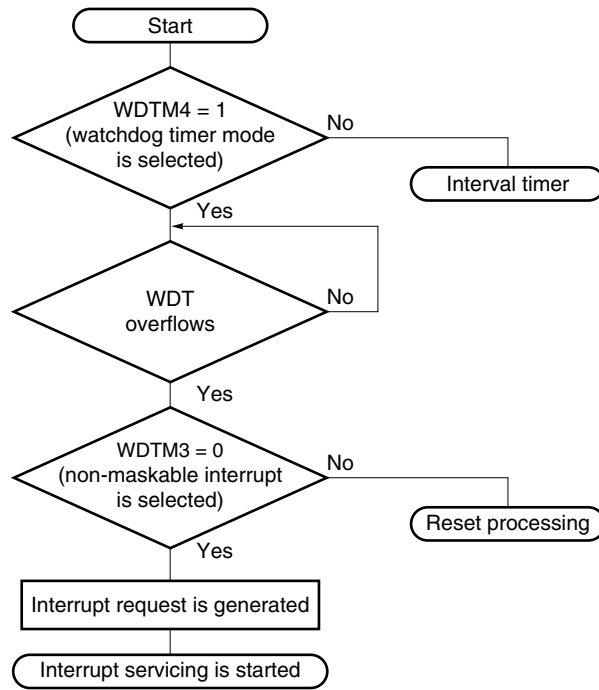 Start
WDTM4 = 1
(watchdog timer mode
is selected)
No
Interval timer
Yes
WDT
overflows
No
Yes
WDTM3 = 0
(non-maskable interrupt
is selected)
No
Reset processing
Yes
Interrupt request is generated
Interrupt servicing is started